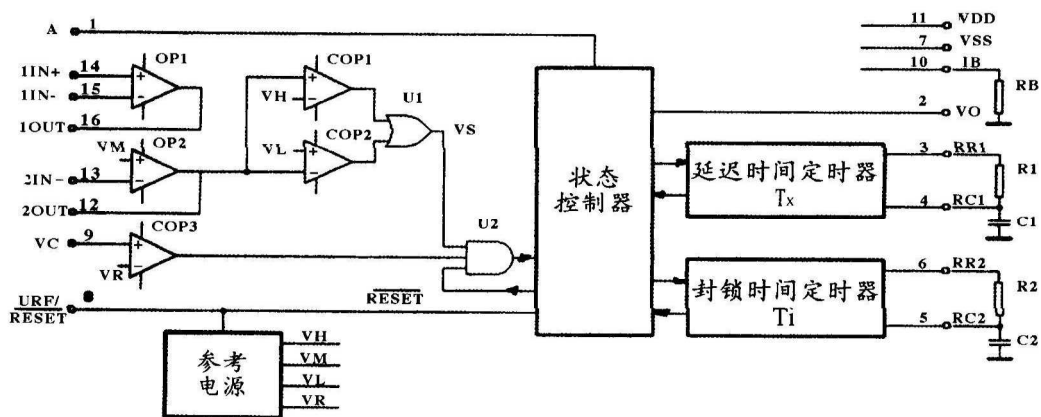 A 1
11 VDD
7 VSS
10 IB
RB
2 VO
1IN+ 14
OP1
1IN- 15
1OUT 16
COP1
VH
U1
VS
VM
OP2
2IN- 13
2OUT 12
VL
COP2
状态
控制器
延迟时间定时器
Tx
3 RR1
R1
4 RC1
C1
VC 9
COP3
VR
U2
RESET
封锁时间定时器
Ti
6 RR2
R2
5 RC2
C2
URF/
RESET
8
参考
电源
VH
VM
VL
VR